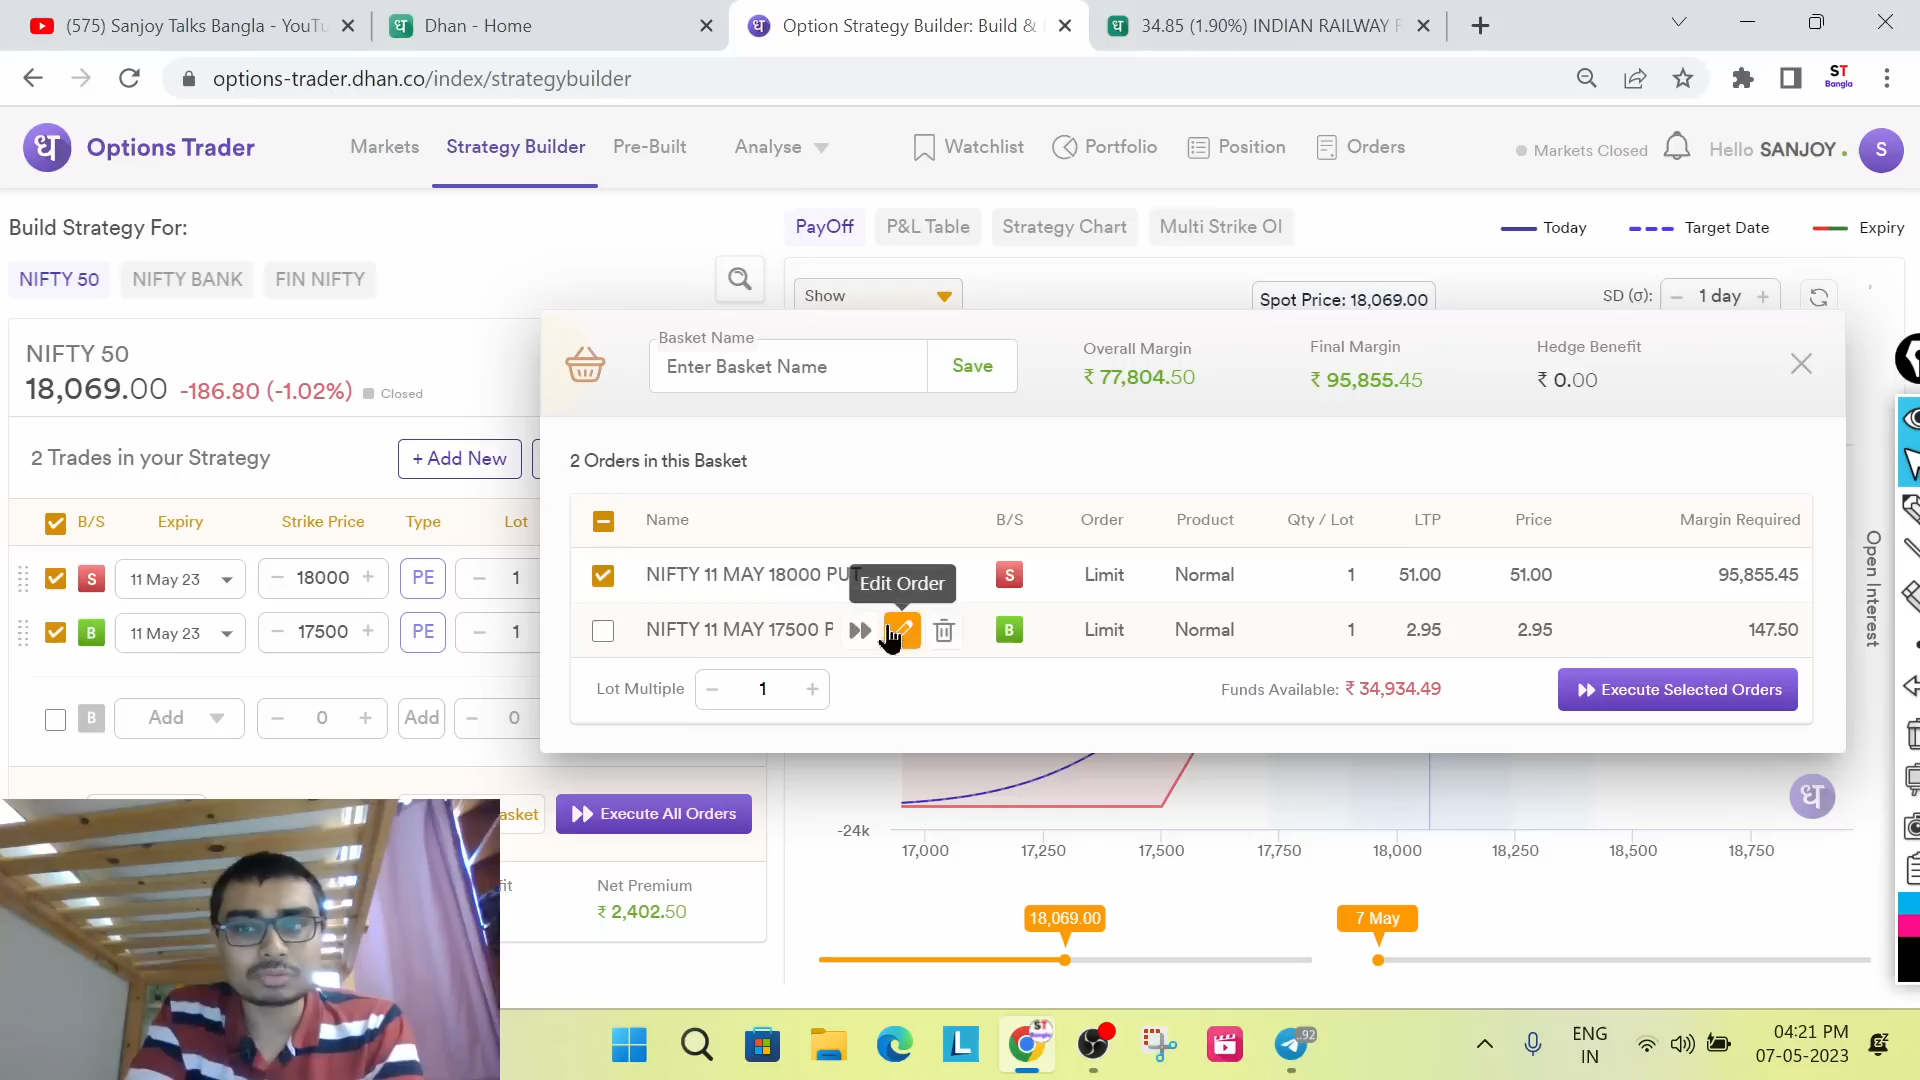 (575) Sanjoy Talks Bangla - YouTu
Dhan - Home
Option Strategy Builder: Build &
34.85 (1.90%) INDIAN RAILWAY F
options-trader.dhan.co/index/strategybuilder
ST
Bangla
ध
Options Trader
Markets
Strategy Builder
Pre-Built
Analyse
Watchlist
Portfolio
Position
Orders
Markets Closed
Hello SANJOY .
S
Build Strategy For:
PayOff
P&L Table
Strategy Chart
Multi Strike OI
Today
Target Date
Expiry
NIFTY 50
NIFTY BANK
FIN NIFTY
Show
Spot Price: 18,069.00
SD (σ):
− 1 day +
NIFTY 50
18,069.00 -186.80 (-1.02%) Closed
Basket Name
Enter Basket Name
Save
Overall Margin
₹ 77,804.50
Final Margin
₹ 95,855.45
Hedge Benefit
₹ 0.00
2 Trades in your Strategy
+ Add New
2 Orders in this Basket
B/S Expiry Strike Price Type Lot
S 11 May 23 − 18000 + PE − 1
B 11 May 23 − 17500 + PE − 1
B Add − 0 + Add − 0
Name B/S Order Product Qty / Lot LTP Price Margin Required
NIFTY 11 MAY 18000 PUT S Limit Normal 1 51.00 51.00 95,855.45
Edit Order
NIFTY 11 MAY 17500 P B Limit Normal 1 2.95 2.95 147.50
Lot Multiple − 1 +
Funds Available: ₹ 34,934.49
Execute Selected Orders
Open Interest
asket
Execute All Orders
ध
-24k
17,000 17,250 17,500 17,750 18,000 18,250 18,500 18,750
fit
Net Premium
₹ 2,402.50
18,069.00
7 May
ST
L
92
ENG
IN
04:21 PM
07-05-2023